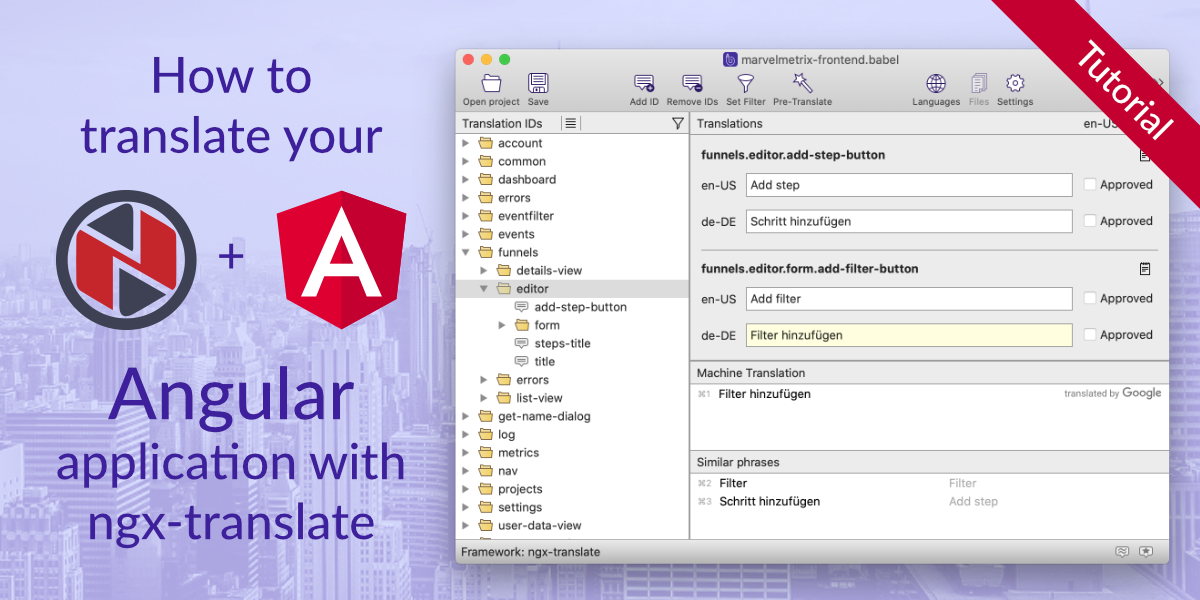 How to
translate your
+
Angular
application with
ngx-translate
Tutorial
marvelmetrix-frontend.babel
Open project Save Add ID Remove IDs Set Filter Pre-Translate Languages Files Settings
Translation IDs
account
common
dashboard
errors
eventfilter
events
funnels
details-view
editor
add-step-button
form
steps-title
title
errors
list-view
get-name-dialog
log
metrics
nav
projects
settings
user-data-view
Translations en-US
funnels.editor.add-step-button
en-US Add step Approved
de-DE Schritt hinzufügen Approved
funnels.editor.form.add-filter-button
en-US Add filter Approved
de-DE Filter hinzufügen Approved
Machine Translation
⌘1 Filter hinzufügen translated by Google
Similar phrases
⌘2 Filter Filter
⌘3 Schritt hinzufügen Add step
Framework: ngx-translate